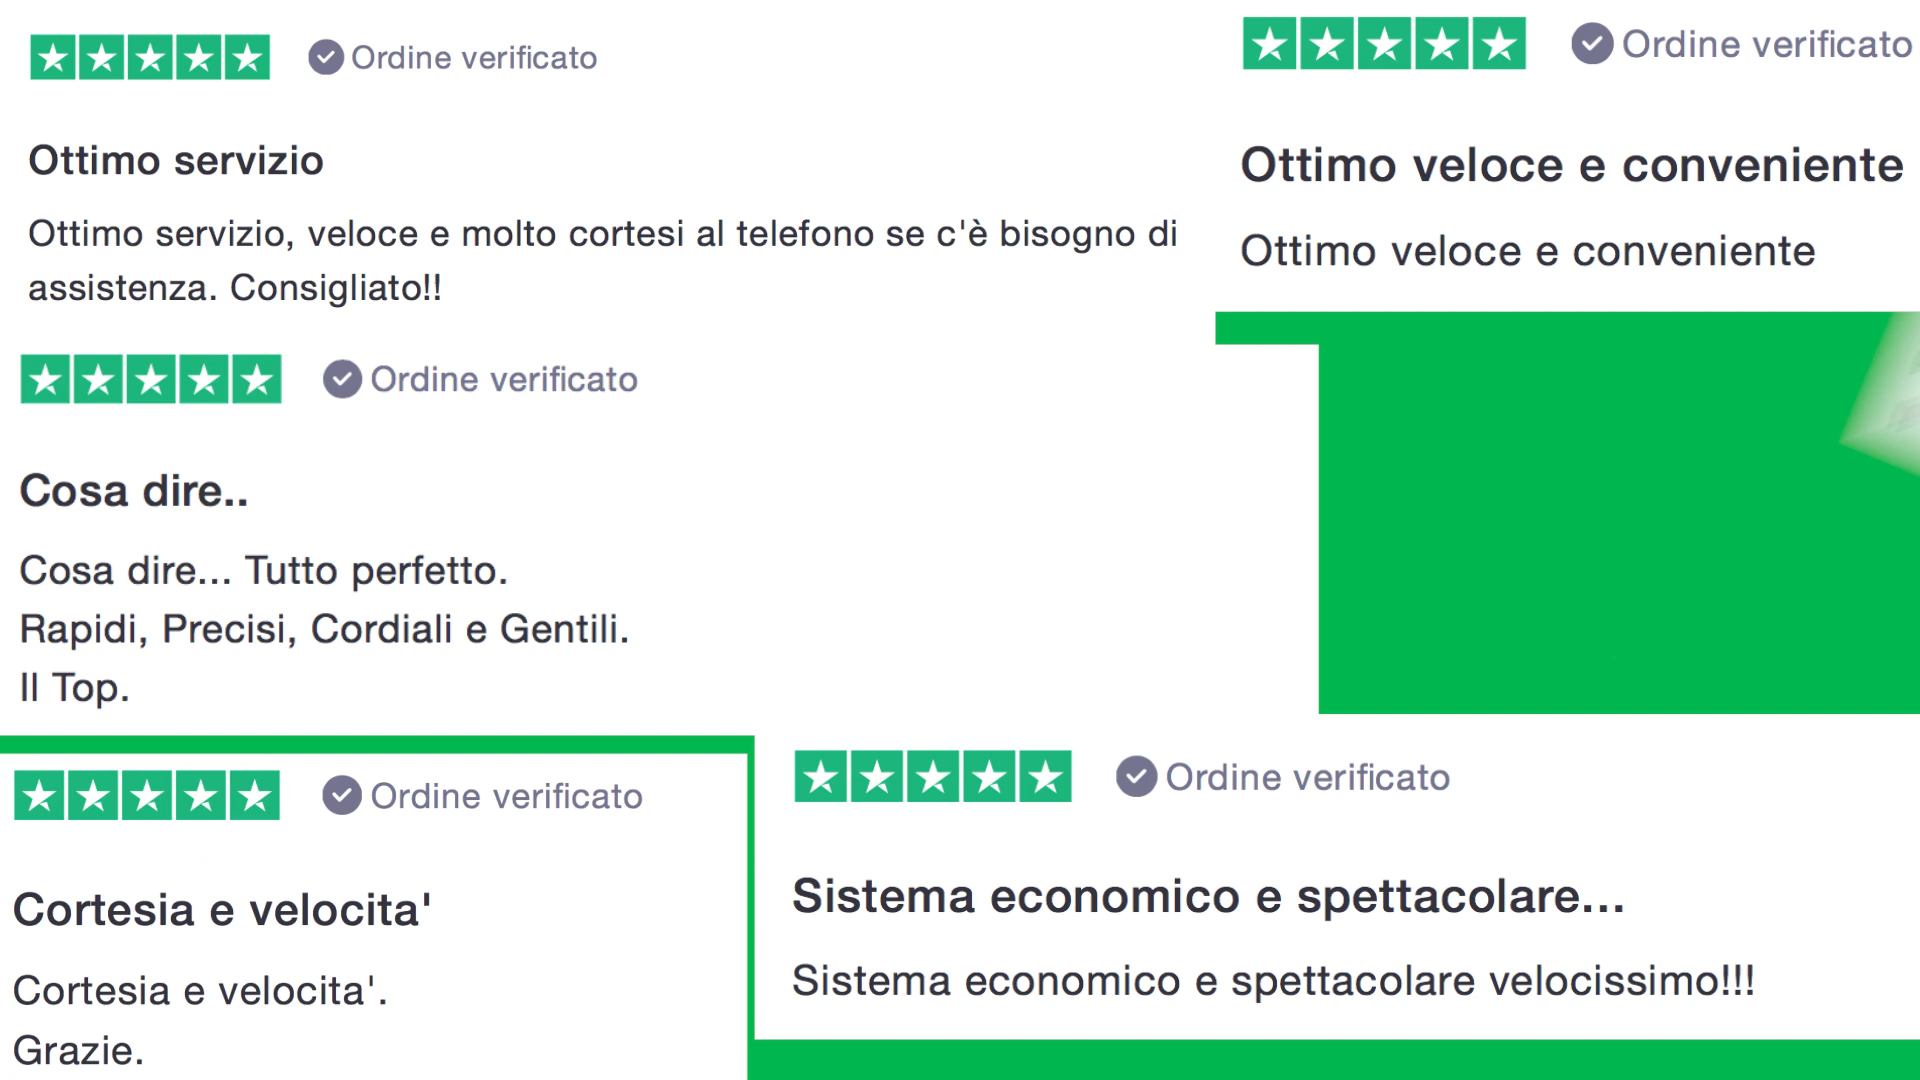 Ordine verificato
Ottimo servizio
Ottimo servizio, veloce e molto cortesi al telefono se c'è bisogno di
assistenza. Consigliato!!
Ordine verificato
Ottimo veloce e conveniente
Ottimo veloce e conveniente
Ordine verificato
Cosa dire..
Cosa dire... Tutto perfetto.
Rapidi, Precisi, Cordiali e Gentili.
Il Top.
Ordine verificato
Cortesia e velocita'
Cortesia e velocita'.
Grazie.
Ordine verificato
Sistema economico e spettacolare...
Sistema economico e spettacolare velocissimo!!!